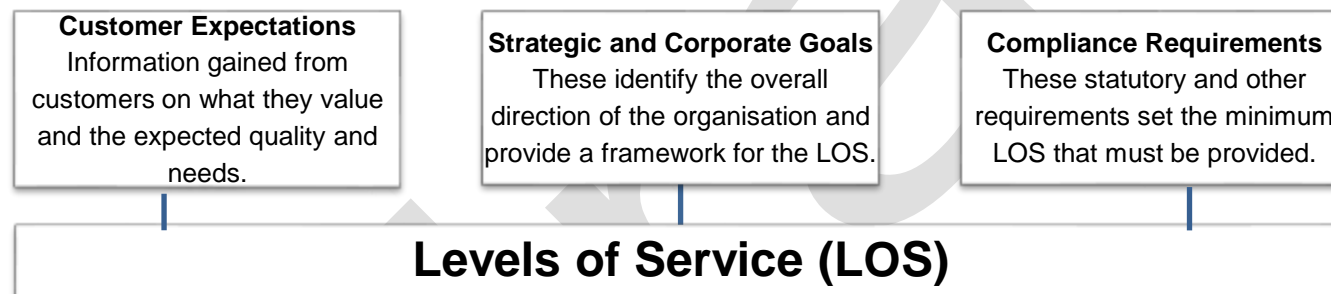 Customer Expectations
Information gained from
customers on what they value
and the expected quality and
needs.
Strategic and Corporate Goals
These identify the overall
direction of the organisation and
provide a framework for the LOS.
Compliance Requirements
These statutory and other
requirements set the minimum
LOS that must be provided.
Levels of Service (LOS)